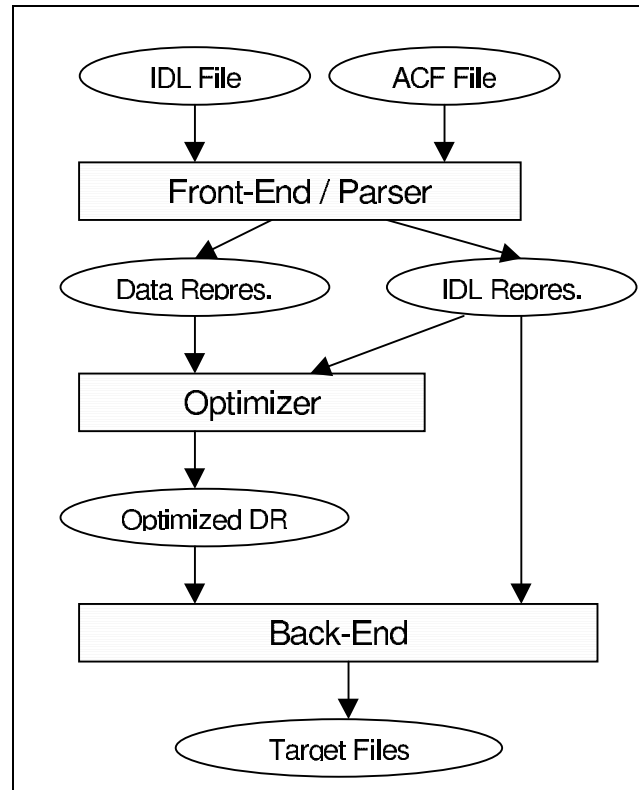 IDL File
ACF File
Front-End / Parser
Data Repres.
IDL Repres.
Optimizer
Optimized DR
Back-End
Target Files